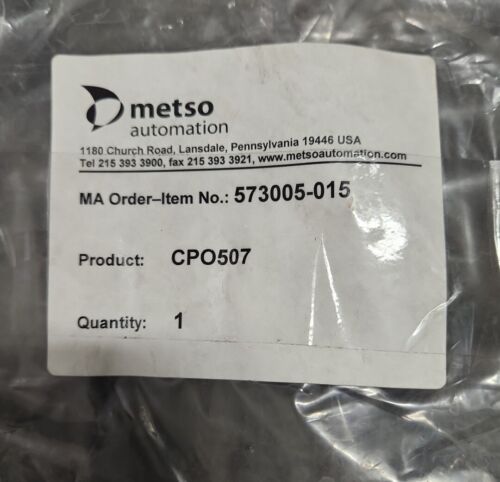 metso
automation
1180 Church Road, Lansdale, Pennsylvania 19446 USA
Tel 215 393 3900, fax 215 393 3921, www.metsoautomation.com
MA Order–Item No.: 573005-015
Product: CPO507
Quantity: 1